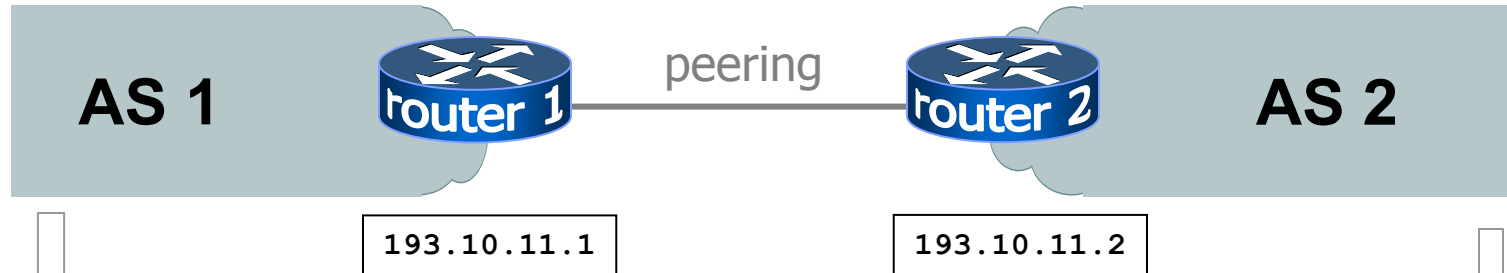 peering
AS 1
router 1
router 2
AS 2
193.10.11.1
193.10.11.2